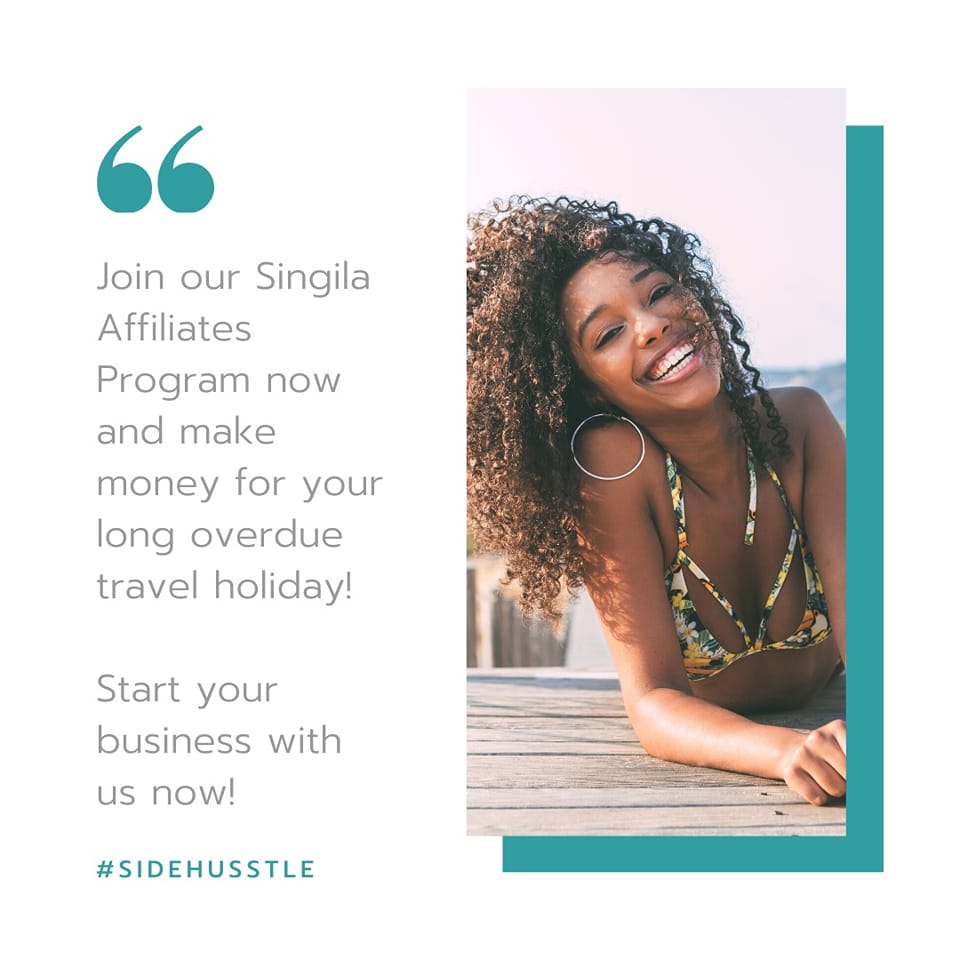 Join our Singila
Affiliates
Program now
and make
money for your
long overdue
travel holiday!
Start your
business with
us now!
#SIDEHUSSTLE